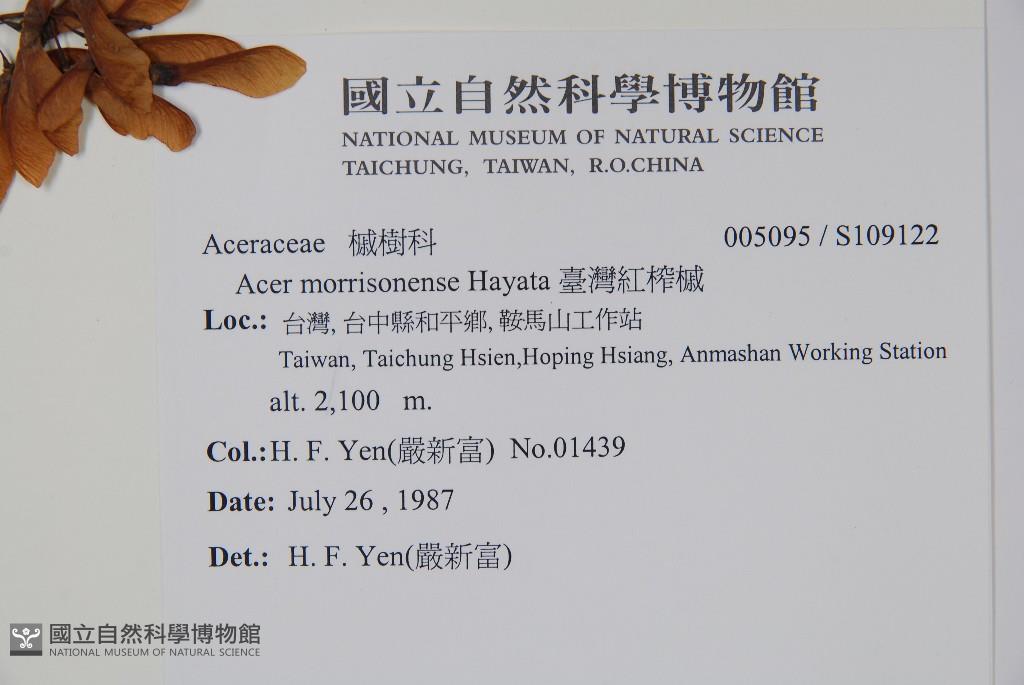 國立自然科學博物館
NATIONAL MUSEUM OF NATURAL SCIENCE
TAICHUNG, TAIWAN, R.O.CHINA
Aceraceae 槭樹科 005095 / S109122
Acer morrisonense Hayata 臺灣紅榨槭
Loc.: 台灣, 台中縣和平鄉, 鞍馬山工作站
Taiwan, Taichung Hsien,Hoping Hsiang, Anmashan Working Station
alt. 2,100 m.
Col.:H. F. Yen(嚴新富) No.01439
Date: July 26 , 1987
Det.: H. F. Yen(嚴新富)
國立自然科學博物館
NATIONAL MUSEUM OF NATURAL SCIENCE